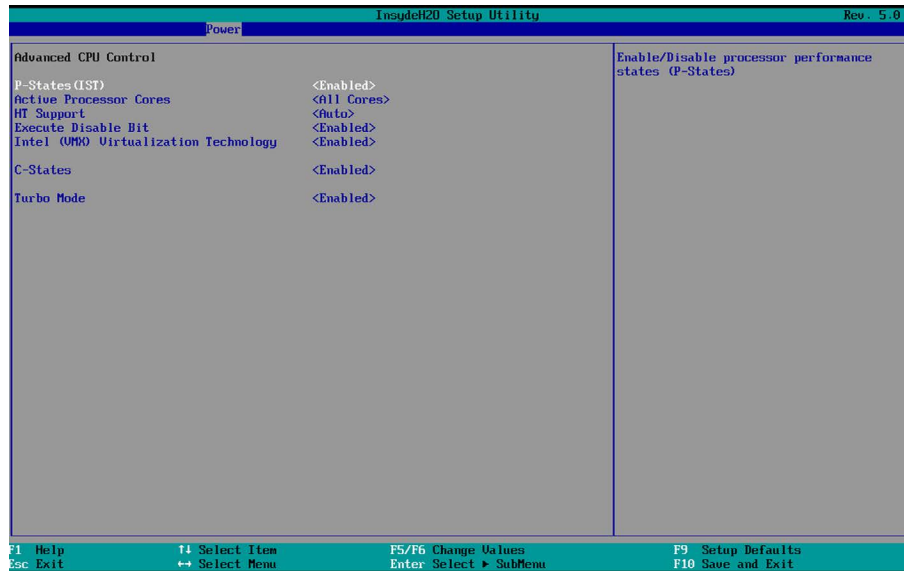 InsydeH2O Setup Utility Rev. 5.0
Power
Advanced CPU Control
Enable/Disable processor performance
states (P-States)
P-States(IST) <Enabled>
Active Processor Cores <All Cores>
HT Support <Auto>
Execute Disable Bit <Enabled>
Intel (VMX) Virtualization Technology <Enabled>
C-States <Enabled>
Turbo Mode <Enabled>
F1 Help ↑↓ Select Item F5/F6 Change Values F9 Setup Defaults
Esc Exit ↔ Select Menu Enter Select ► SubMenu F10 Save and Exit